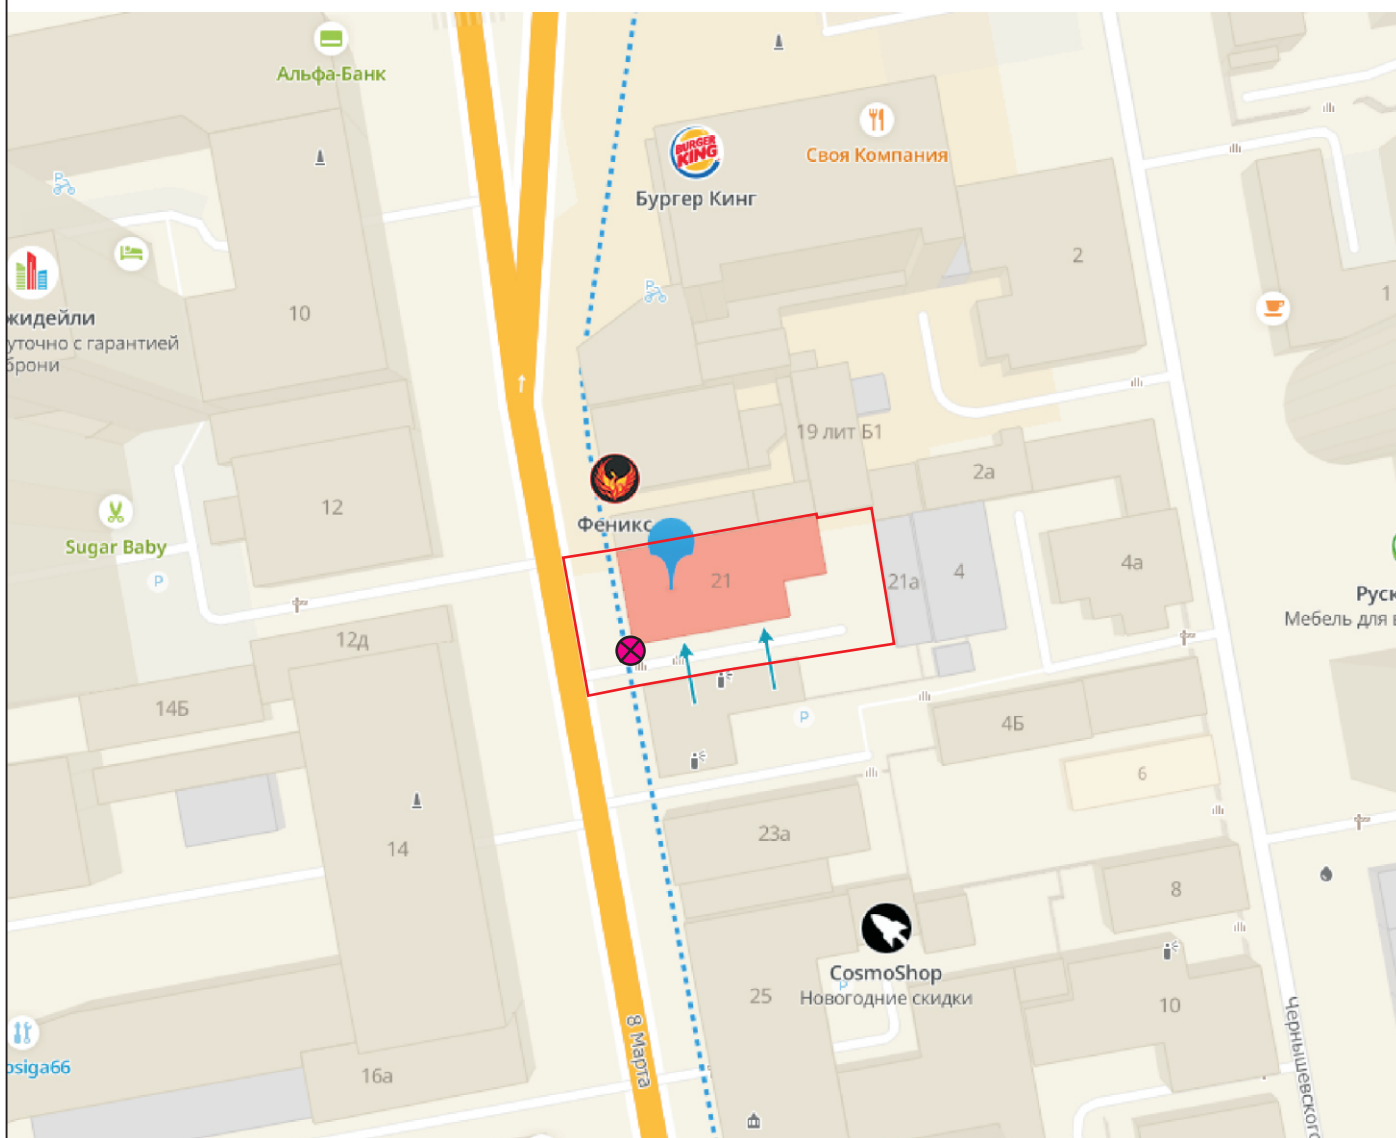 Альфа-Банк
BURGER
KING
Бургер Кинг
Своя Компания
P
2
P
1
10
жидейли
уточно с гарантией
брони
19 лит Б1
2а
12
Феникс
Sugar Baby
P
21
21а
4
4а
Руск
Мебель для в
12д
14Б
P
4Б
6
23а
14
8
CosmoShop
P
Новогодние скидки
25
10
8 Марта
Чернышевского
osiga66
16а